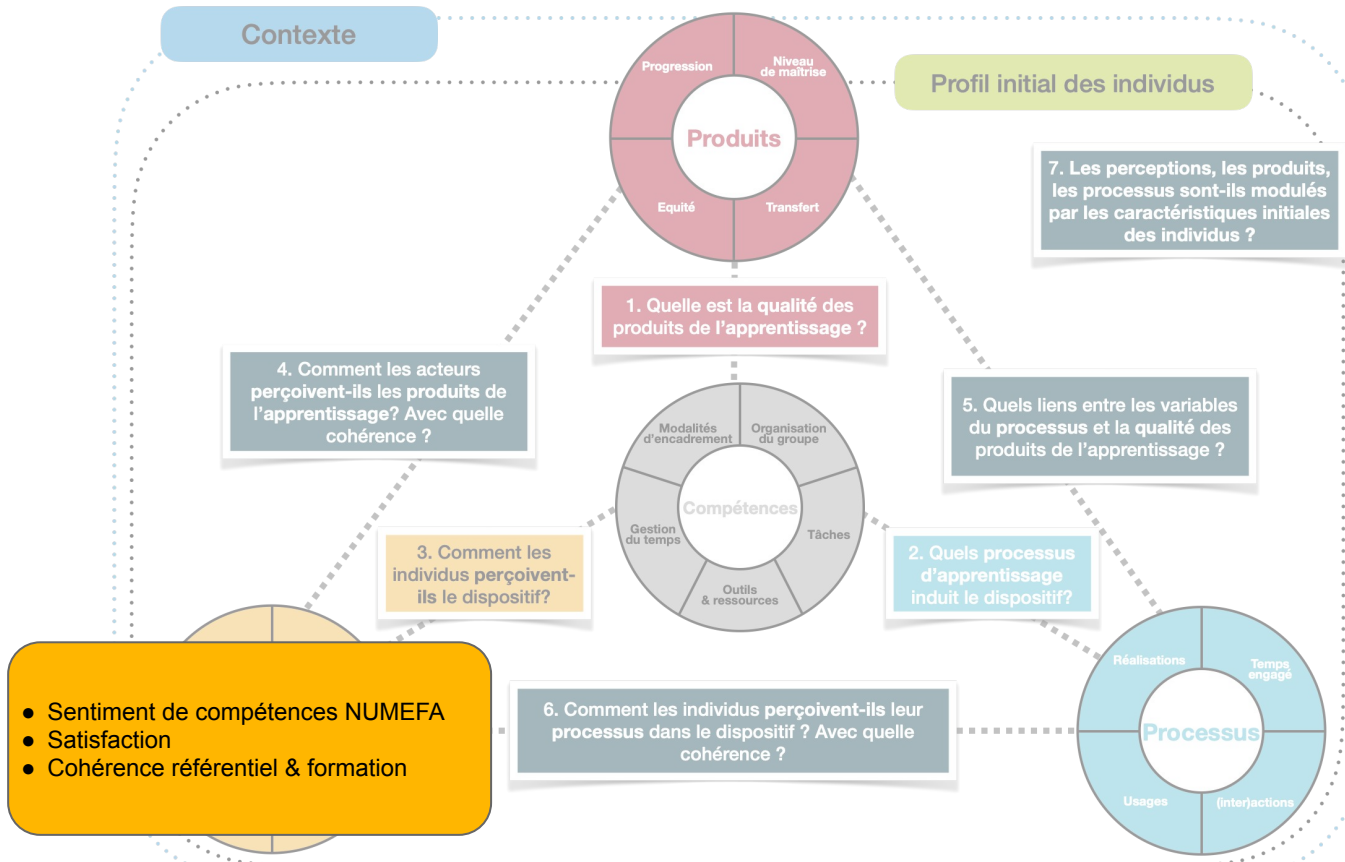 Contexte
Profil initial des individus
Progression
Niveau
de maîtrise
Produits
Equité
Transfert
7. Les perceptions, les produits,
les processus sont-ils modulés
par les caractéristiques initiales
des individus ?
1. Quelle est la qualité des
produits de l’apprentissage ?
4. Comment les acteurs
perçoivent-ils les produits de
l’apprentissage? Avec quelle
cohérence ?
5. Quels liens entre les variables
du processus et la qualité des
produits de l’apprentissage ?
Modalités
d’encadrement
Organisation
du groupe
Compétences
Gestion
du temps
Tâches
Outils
& ressources
3. Comment les
individus perçoivent-
ils le dispositif?
2. Quels processus
d’apprentissage
induit le dispositif?
● Sentiment de compétences NUMEFA
● Satisfaction
● Cohérence référentiel & formation
6. Comment les individus perçoivent-ils leur
processus dans le dispositif ? Avec quelle
cohérence ?
Réalisations
Temps
engagé
Processus
Usages
(inter)actions